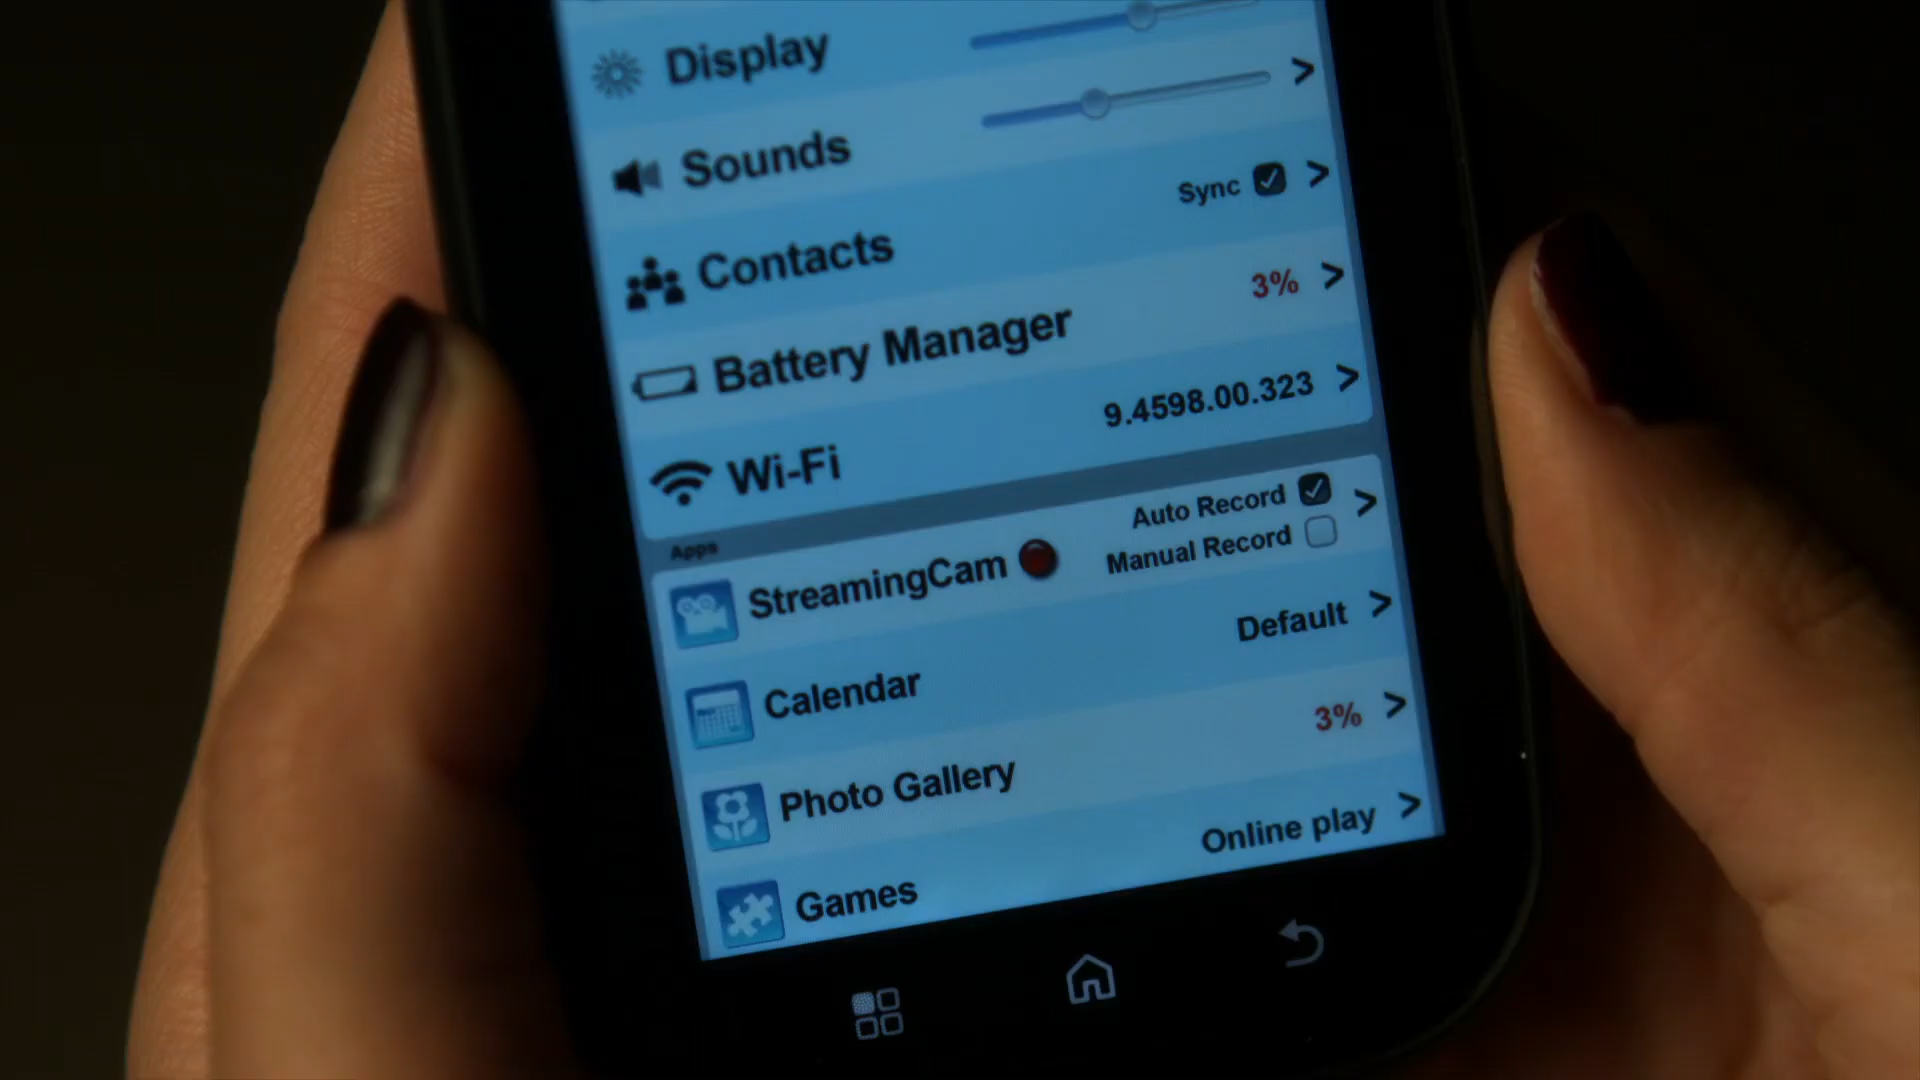 Display
Sounds
Contacts Sync
Battery Manager 3%
Wi-Fi 9.4598.00.323
Apps
StreamingCam Auto Record
Manual Record
Calendar Default
Photo Gallery 3%
Games Online play